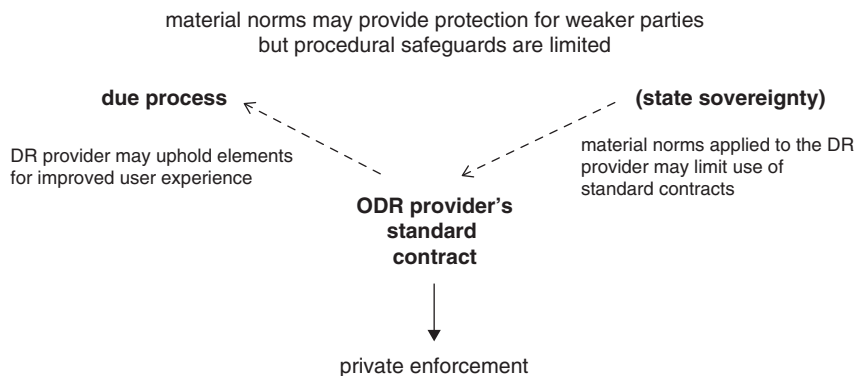 material norms may provide protection for weaker parties
but procedural safeguards are limited
due process
(state sovereignty)
DR provider may uphold elements
for improved user experience
material norms applied to the DR
provider may limit use of
standard contracts
ODR provider's
standard
contract
private enforcement